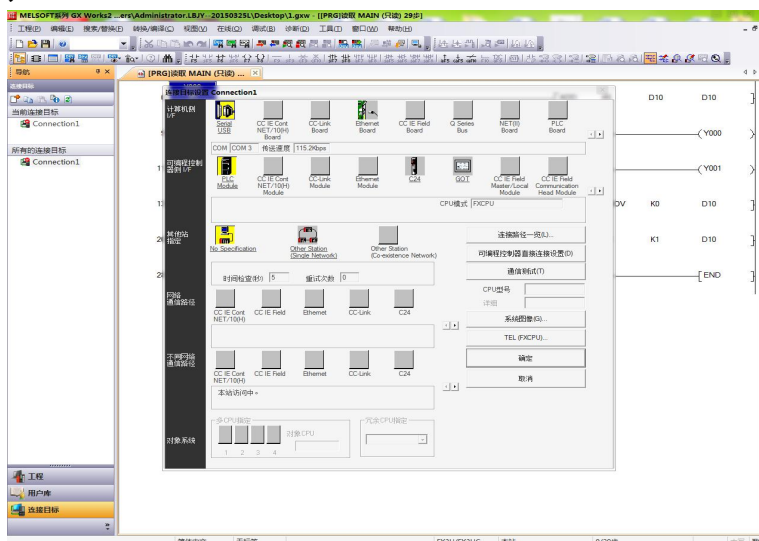 MELSOFT系列 GX Works2 ...ers\Administrator.LBJY- 20150325L\Desktop\1.gxw - [[PRG]读取 MAIN (只读) 29步]
工程(P) 编辑(E) 搜索/替换(F) 转换/编译(C) 视图(V) 在线(O) 调试(B) 诊断(D) 工具(T) 窗口(W) 帮助(H)
导航
[PRG]读取 MAIN (只读) ...
连接目标
当前连接目标
Connection1
所有的连接目标
Connection1
连接目标设置 Connection1
计算机侧 I/F
Serial USB
CC IE Cont NET/10(H) Board
CC-Link Board
Ethernet Board
CC IE Field Board
Q Series Bus
NET(II) Board
PLC Board
COM COM 3 传送速度 115.2Kbps
可编程控制器侧 I/F
PLC Module
CC IE Cont NET/10(H) Module
CC-Link Module
Ethernet Module
C24
GOT
CC IE Field Master/Local Module
CC IE Field Communication Head Module
CPU模式 FXCPU
其他站指定
No Specification
Other Station (Single Network)
Other Station (Co-existence Network)
时间检查(秒) 5 重试次数 0
连接路径一览(L)...
可编程控制器直接连接设置(D)
通信测试(T)
CPU型号
详细
系统图像(G)...
TEL (FXCPU)...
确定
取消
网络通信路径
CC IE Cont NET/10(H)
CC IE Field
Ethernet
CC-Link
C24
不同网络通信路径
CC IE Cont NET/10(H)
CC IE Field
Ethernet
CC-Link
C24
本站访问中。
对象系统
多CPU指定
1 2 3 4
对象CPU
冗余CPU指定
D10 D10
Y000
Y001
K0 D10
K1 D10
END
工程
用户库
连接目标